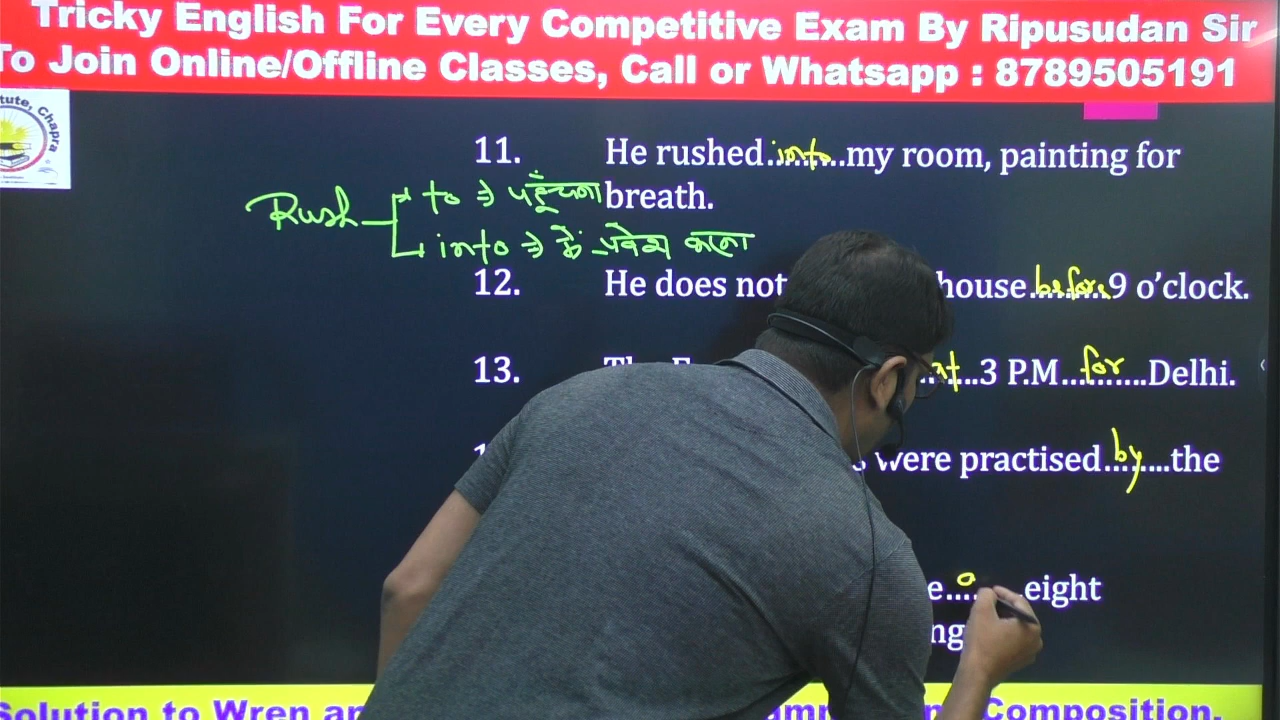 Tricky English For Every Competitive Exam By Ripusudan Sir
To Join Online/Offline Classes, Call or Whatsapp : 8789505191
tute, Chapra
11. He rushed..into..my room, painting for
breath.
Rush to ⇒ पहुँचना
into ⇒ में प्रवेश करना
12. He does not house..before..9 o’clock.
13. at....3 P.M....for....Delhi.
were practised...by....the
eight
Solution to Wren an Composition.